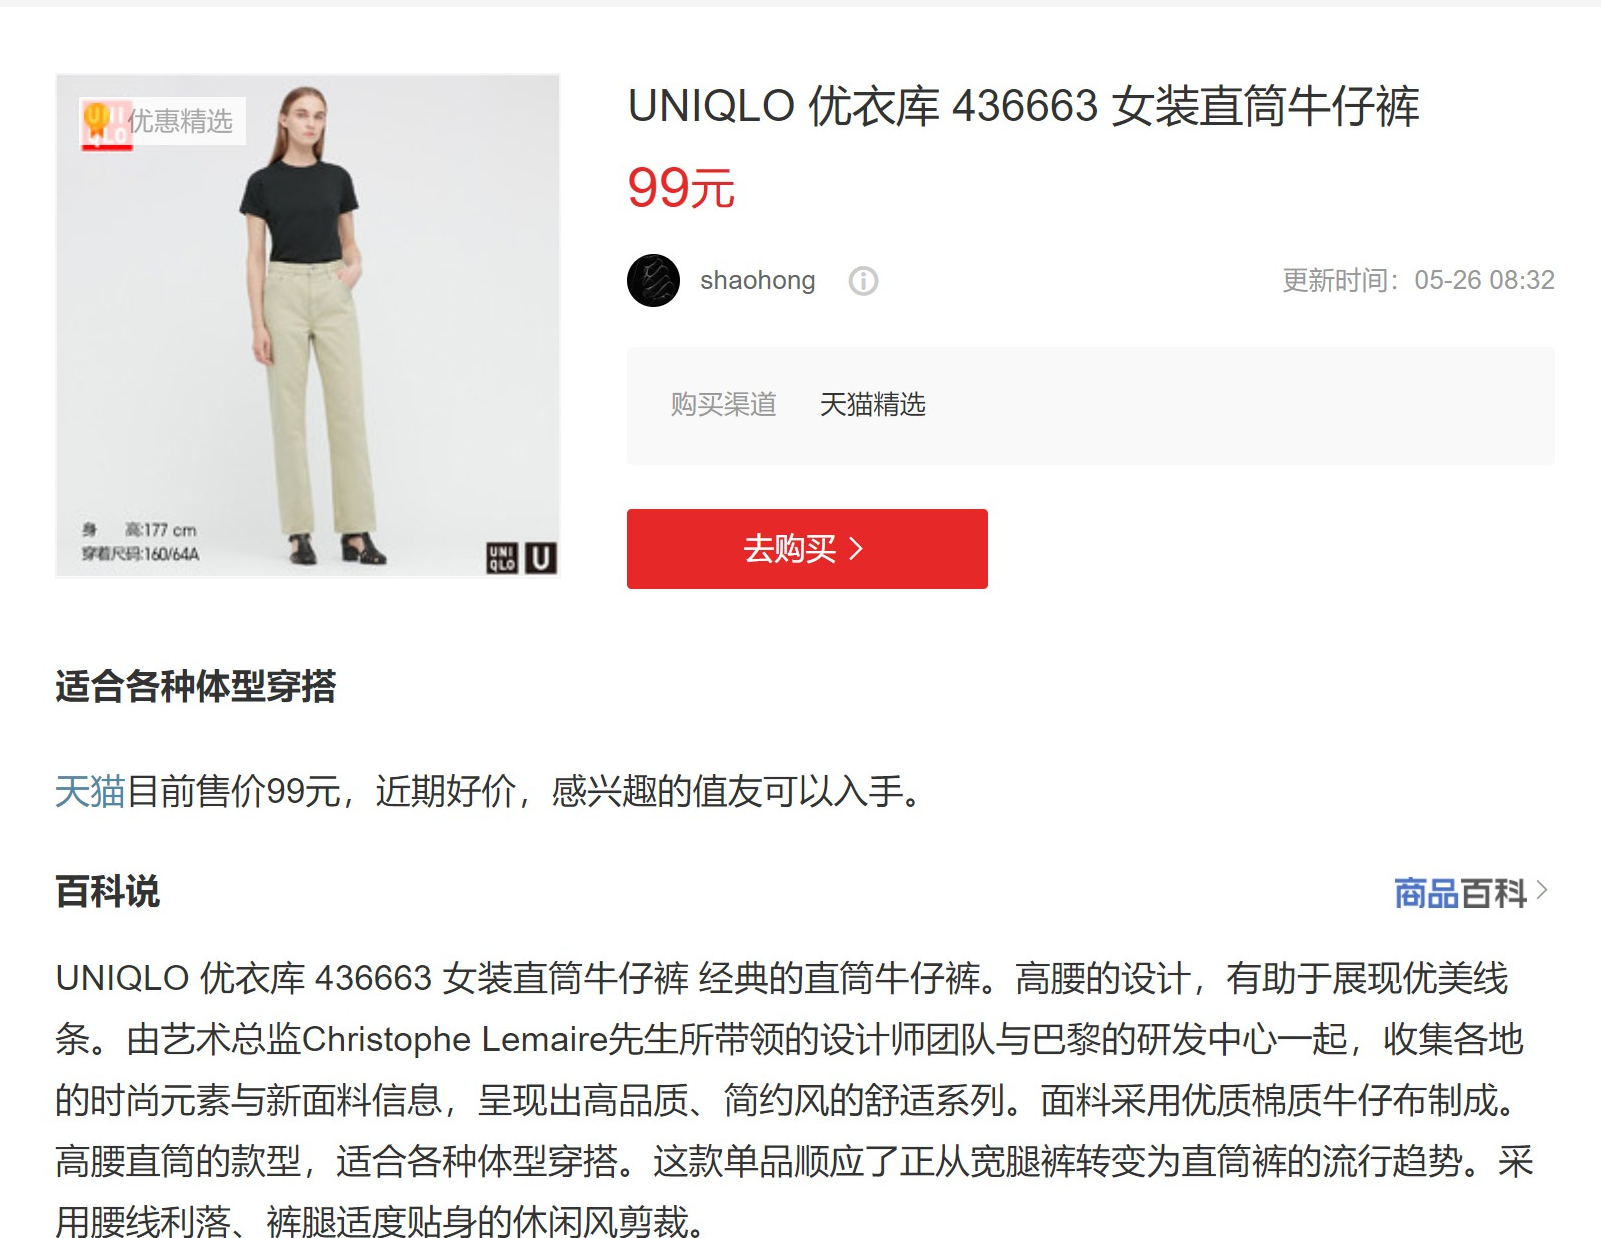 UNIQLO 优衣库 436663 女装直筒牛仔裤
UNI
QLO
优惠精选
99元
shaohong
更新时间：05-26 08:32
购买渠道 天猫精选
去购买
身 高:177 cm
穿着尺码:160/64A
UNI
QLO
U
适合各种体型穿搭
天猫目前售价99元，近期好价，感兴趣的值友可以入手。
百科说
商品百科
UNIQLO 优衣库 436663 女装直筒牛仔裤 经典的直筒牛仔裤。高腰的设计，有助于展现优美线
条。由艺术总监Christophe Lemaire先生所带领的设计师团队与巴黎的研发中心一起，收集各地
的时尚元素与新面料信息，呈现出高品质、简约风的舒适系列。面料采用优质棉质牛仔布制成。
高腰直筒的款型，适合各种体型穿搭。这款单品顺应了正从宽腿裤转变为直筒裤的流行趋势。采
用腰线利落、裤腿适度贴身的休闲风剪裁。